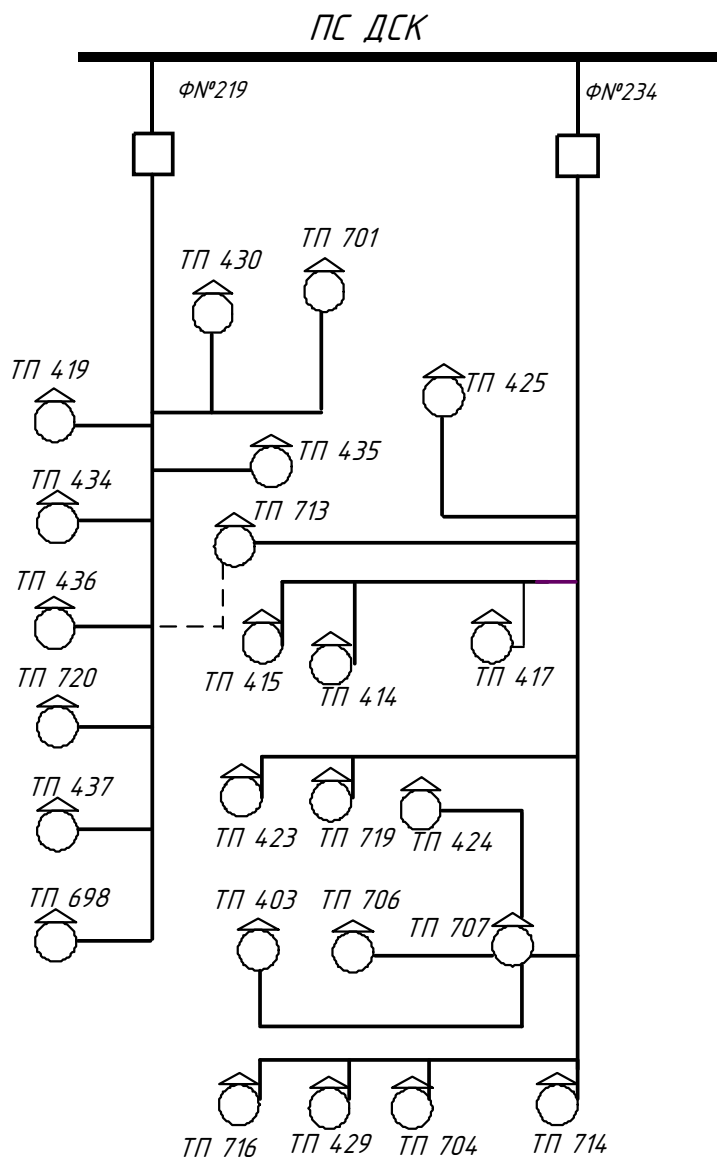 ПС ДСК
Ф№219
Ф№234
ТП 701
ТП 430
ТП 419
ТП 425
ТП 435
ТП 434
ТП 713
ТП 436
ТП 415
ТП 414
ТП 417
ТП 720
ТП 437
ТП 423
ТП 719
ТП 424
ТП 698
ТП 403
ТП 706
ТП 707
ТП 716
ТП 429
ТП 704
ТП 714